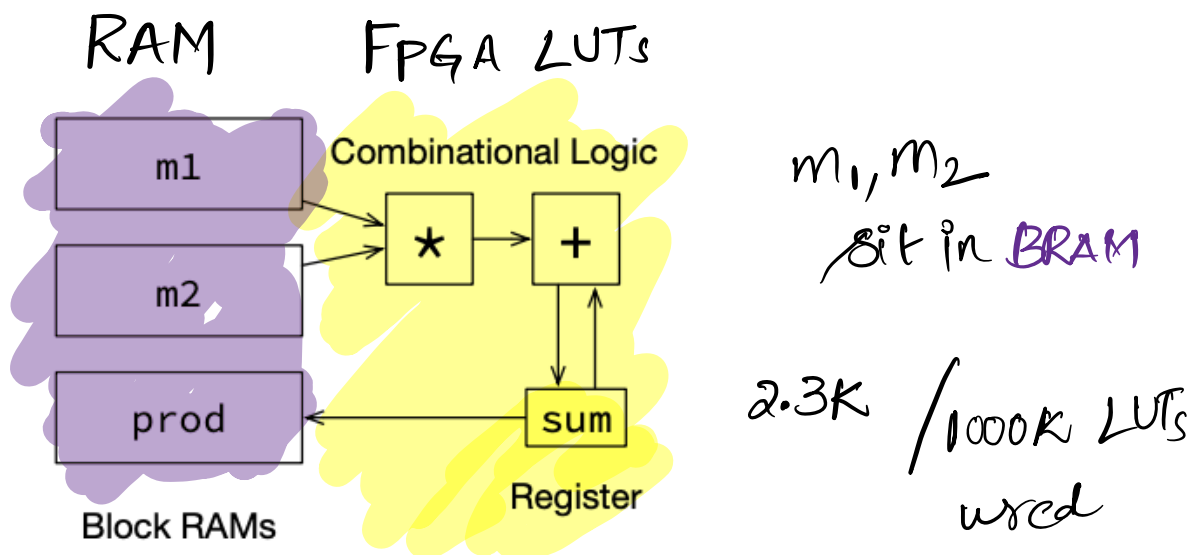 RAM
FPGA LUTs
m1
m2
prod
Block RAMs
Combinational Logic
*
+
sum
Register
m1, m2
sit in BRAM
2.3K /1000K LUTs
used